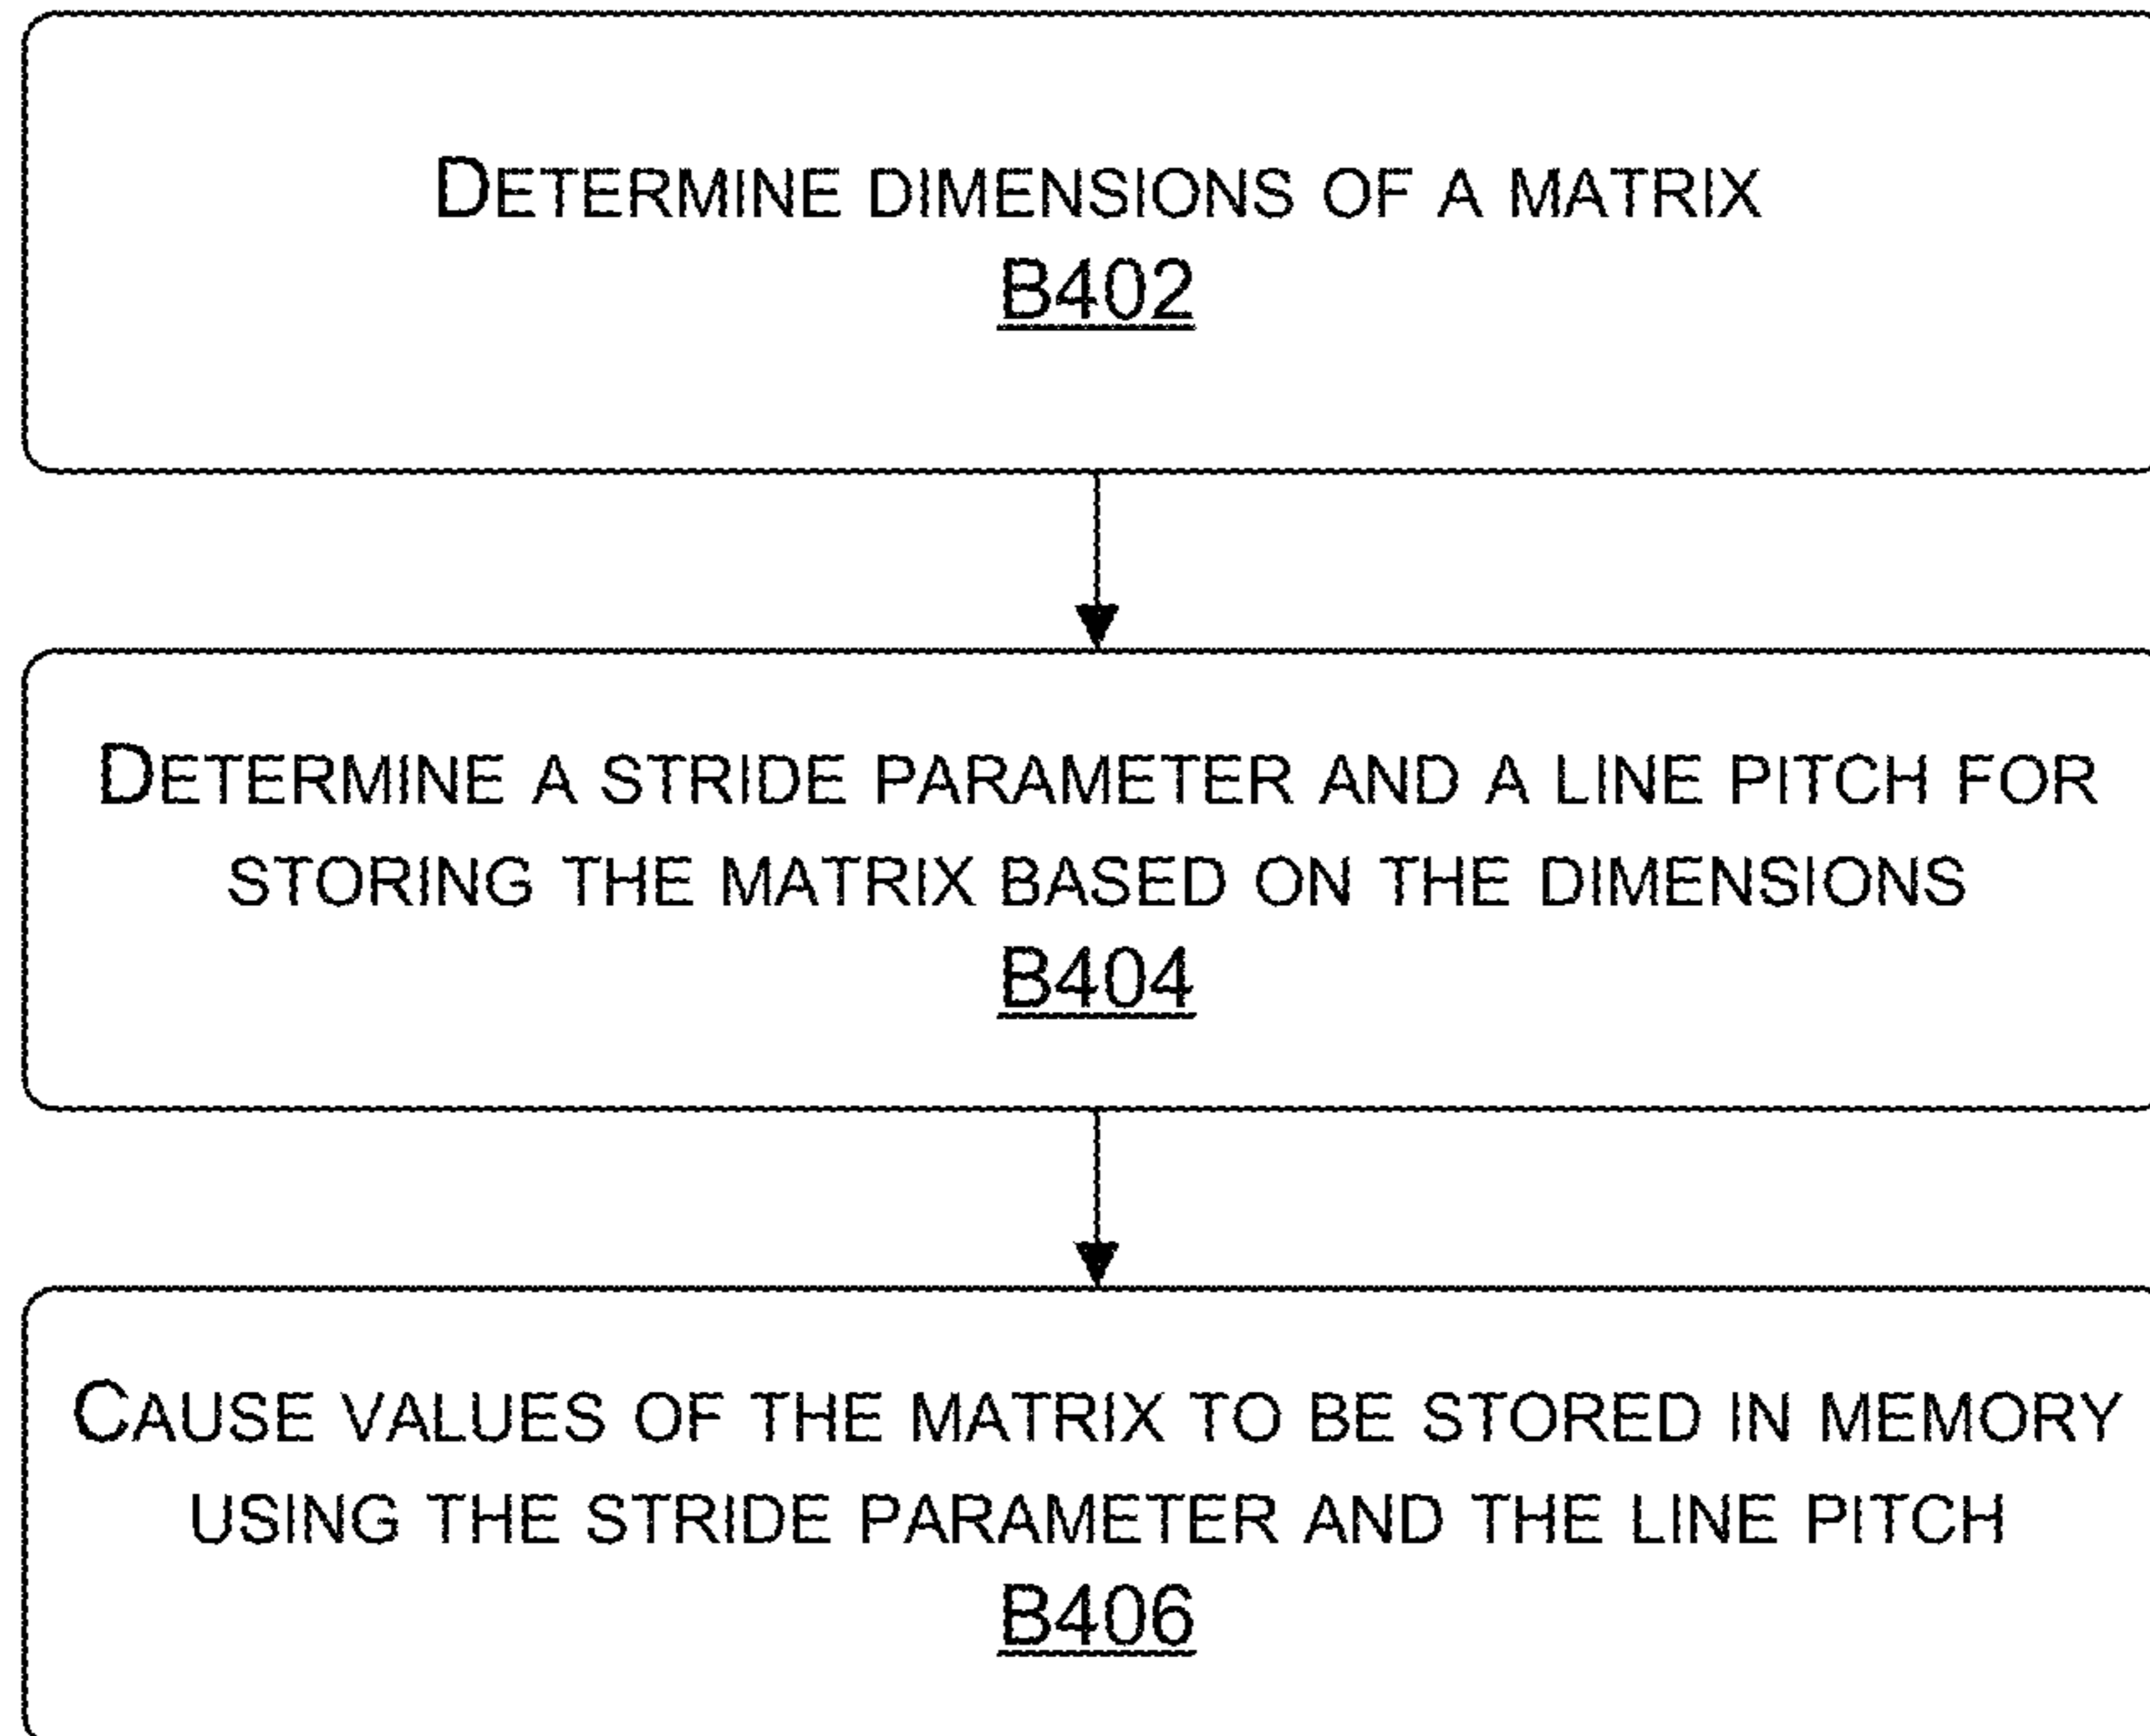 DETERMINE DIMENSIONS OF A MATRIX
B402
DETERMINE A STRIDE PARAMETER AND A LINE PITCH FOR
STORING THE MATRIX BASED ON THE DIMENSIONS
B404
CAUSE VALUES OF THE MATRIX TO BE STORED IN MEMORY
USING THE STRIDE PARAMETER AND THE LINE PITCH
B406